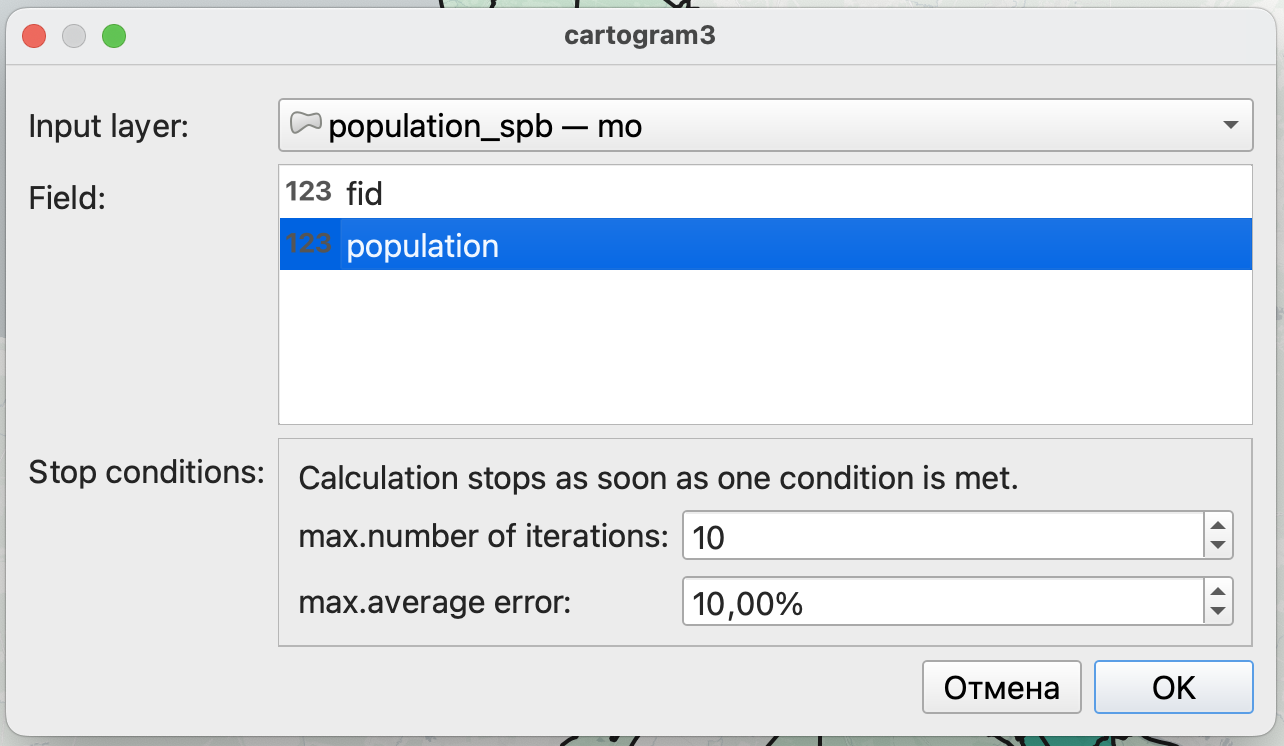 cartogram3
Input layer:
population_spb — mo
Field:
123 fid
123 population
Stop conditions:
Calculation stops as soon as one condition is met.
max.number of iterations:
10
max.average error:
10,00%
Отмена
OK